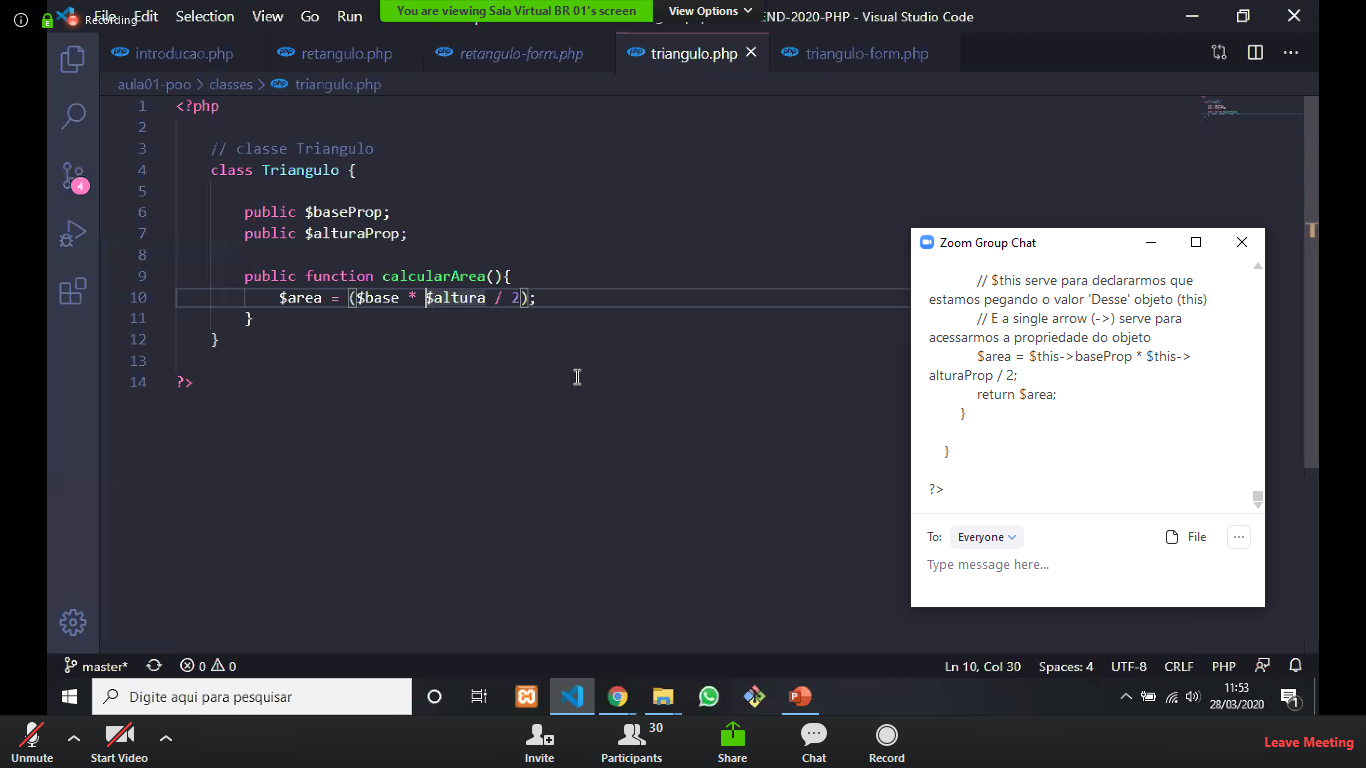 Recording
File Edit Selection View Go Run
You are viewing Sala Virtual BR 01's screen
View Options
END-2020-PHP - Visual Studio Code
introducao.php
retangulo.php
retangulo-form.php
triangulo.php
triangulo-form.php
aula01-poo > classes > triangulo.php
1 <?php
2
3 // classe Triangulo
4 class Triangulo {
5
6 public $baseProp;
7 public $alturaProp;
8
9 public function calcularArea(){
10 $area = ($base * $altura / 2);
11 }
12 }
13
14 ?>
4
Zoom Group Chat
// $this serve para declararmos que
estamos pegando o valor 'Desse' objeto (this)
// E a single arrow (->) serve para
acessarmos a propriedade do objeto
$area = $this->baseProp * $this->
alturaProp / 2;
return $area;
}
}
?>
To: Everyone
File
Type message here...
master* 0 0
Ln 10, Col 30 Spaces: 4 UTF-8 CRLF PHP
Digite aqui para pesquisar
11:53
28/03/2020
1
Unmute
Start Video
Invite
30
Participants
Share
Chat
Record
Leave Meeting